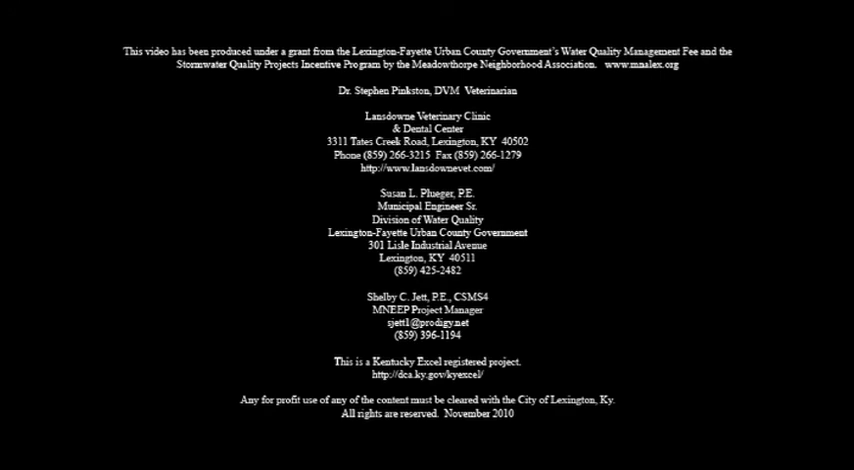 This video has been produced under a grant from the Lexington-Fayette Urban County Government's Water Quality Management Fee and the
Stormwater Quality Projects Incentive Program by the Meadowthorpe Neighborhood Association. www.mnalex.org
Dr. Stephen Pinkston, DVM Veterinarian
Lansdowne Veterinary Clinic
& Dental Center
3311 Tates Creek Road, Lexington, KY 40502
Phone (859) 266-3215 Fax (859) 266-1279
http://www.lansdownevet.com/
Susan L. Plueger, P.E.
Municipal Engineer Sr.
Division of Water Quality
Lexington-Fayette Urban County Government
301 Lisle Industrial Avenue
Lexington, KY 40511
(859) 425-2482
Shelby C. Jett, P.E., CSMS4
MNEEP Project Manager
sjett1@prodigy.net
(859) 396-1194
This is a Kentucky Excel registered project.
http://dca.ky.gov/kyexcel/
Any for profit use of any of the content must be cleared with the City of Lexington, Ky.
All rights are reserved. November 2010